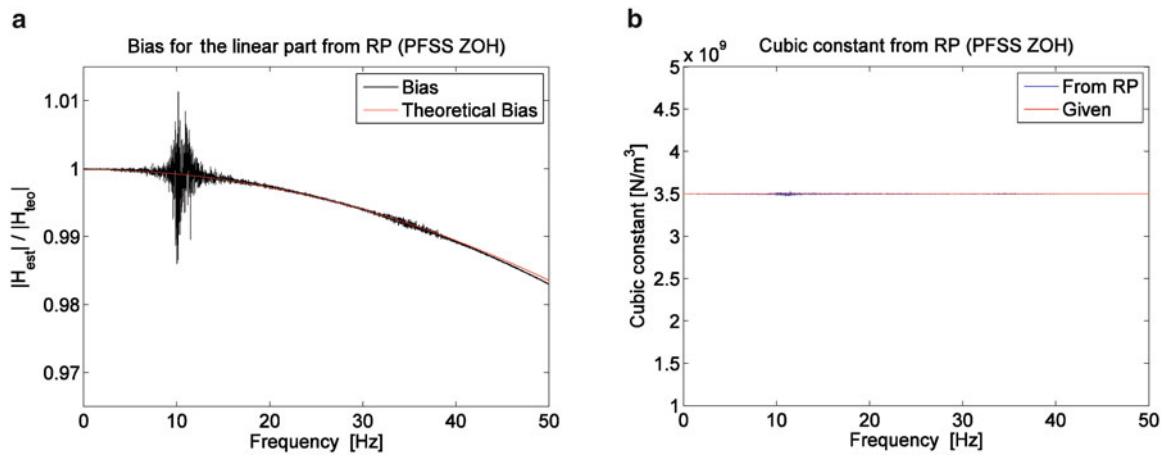 a
Bias for the linear part from RP (PFSS ZOH)
Bias
Theoretical Bias
1.01
1
0.99
0.98
0.97
|H_est| / |H_teo|
0 10 20 30 40 50
Frequency [Hz]
b
Cubic constant from RP (PFSS ZOH)
x 10^9
From RP
Given
5
4.5
4
3.5
3
2.5
2
1.5
1
Cubic constant [N/m^3]
0 10 20 30 40 50
Frequency [Hz]